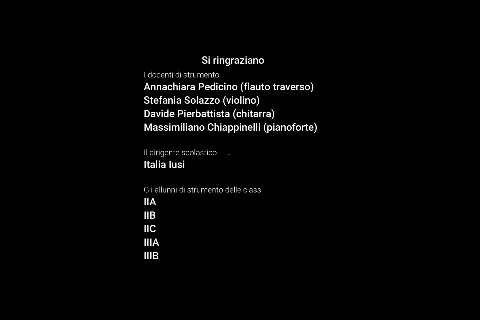 Si ringraziano
I docenti di strumento
Annachiara Pedicino (flauto traverso)
Stefania Solazzo (violino)
Davide Pierbattista (chitarra)
Massimiliano Chiappinelli (pianoforte)
Il dirigente scolastico
Italia Iusi
Gli allunni di strumento delle classi
IIA
IIB
IIC
IIIA
IIIB